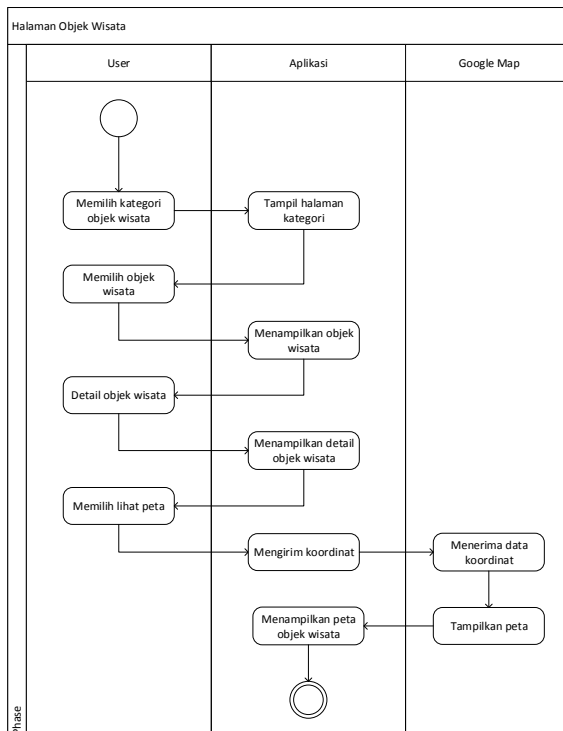 Halaman Objek Wisata
User
Aplikasi
Google Map
Memilih kategori
objek wisata
Tampil halaman
kategori
Memilih objek
wisata
Menampilkan objek
wisata
Detail objek wisata
Menampilkan detail
objek wisata
Memilih lihat peta
Mengirim koordinat
Menerima data
koordinat
Menampilkan peta
objek wisata
Tampilkan peta
Phase